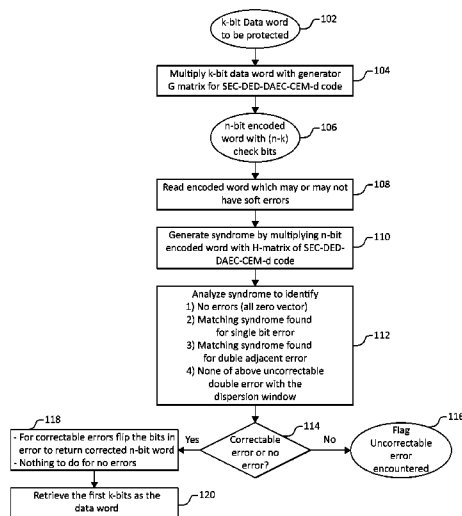 k-bit Data word
to be protected
102
Multiply k-bit data word with generator
G matrix for SEC-DED-DAEC-CEM-d code
104
n-bit encoded
word with (n-k)
check bits
106
Read encoded word which may or may not
have soft errors
108
Generate syndrome by multiplying n-bit
encoded word with H-matrix of SEC-DED-
DAEC-CEM-d code
110
Analyze syndrome to identify
1) No errors (all zero vector)
2) Matching syndrome found
for single bit error
3) Matching syndrome found
for duble adjacent error
4) None of above uncorrectable
double error with the
dispersion window
112
Correctable
error or no
error?
114
Yes
No
Flag
Uncorrectable
error
encountered
116
118
- For correctable errors flip the bits in
error to return corrected n-bit word
- Nothing to do for no errors
Retrieve the first k-bits as the
data word
120